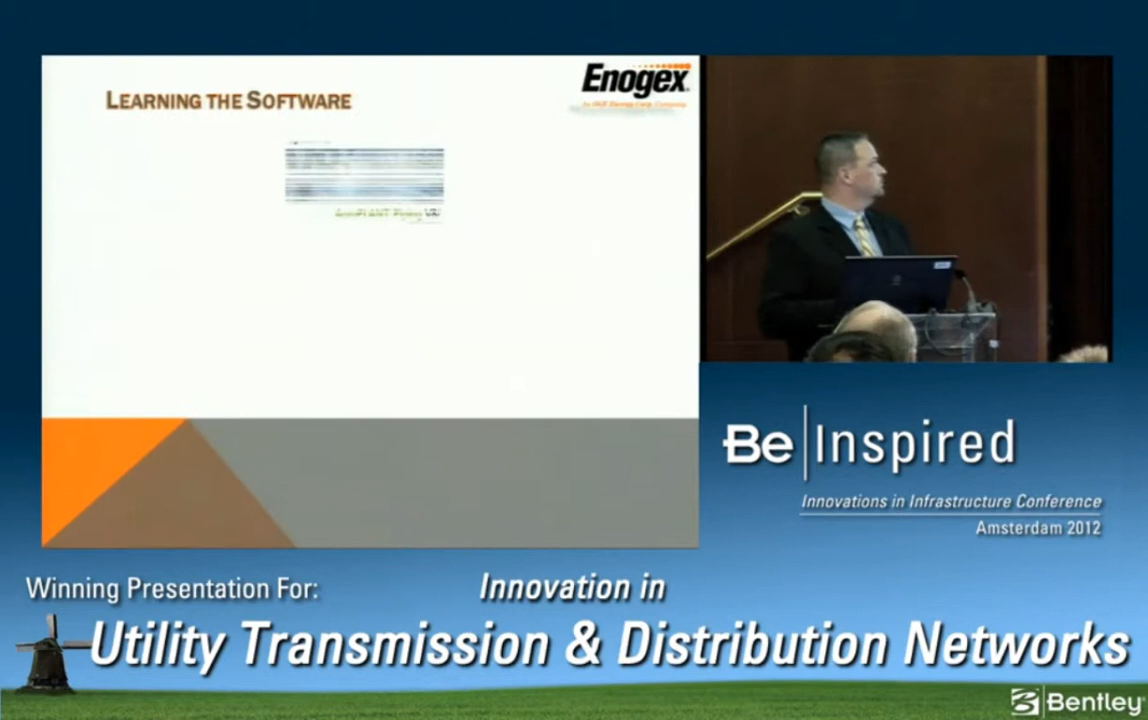 LEARNING THE SOFTWARE
Enogex
Be Inspired
Innovations in Infrastructure Conference
Amsterdam 2012
Winning Presentation For:
Innovation in
Utility Transmission & Distribution Networks
Bentley